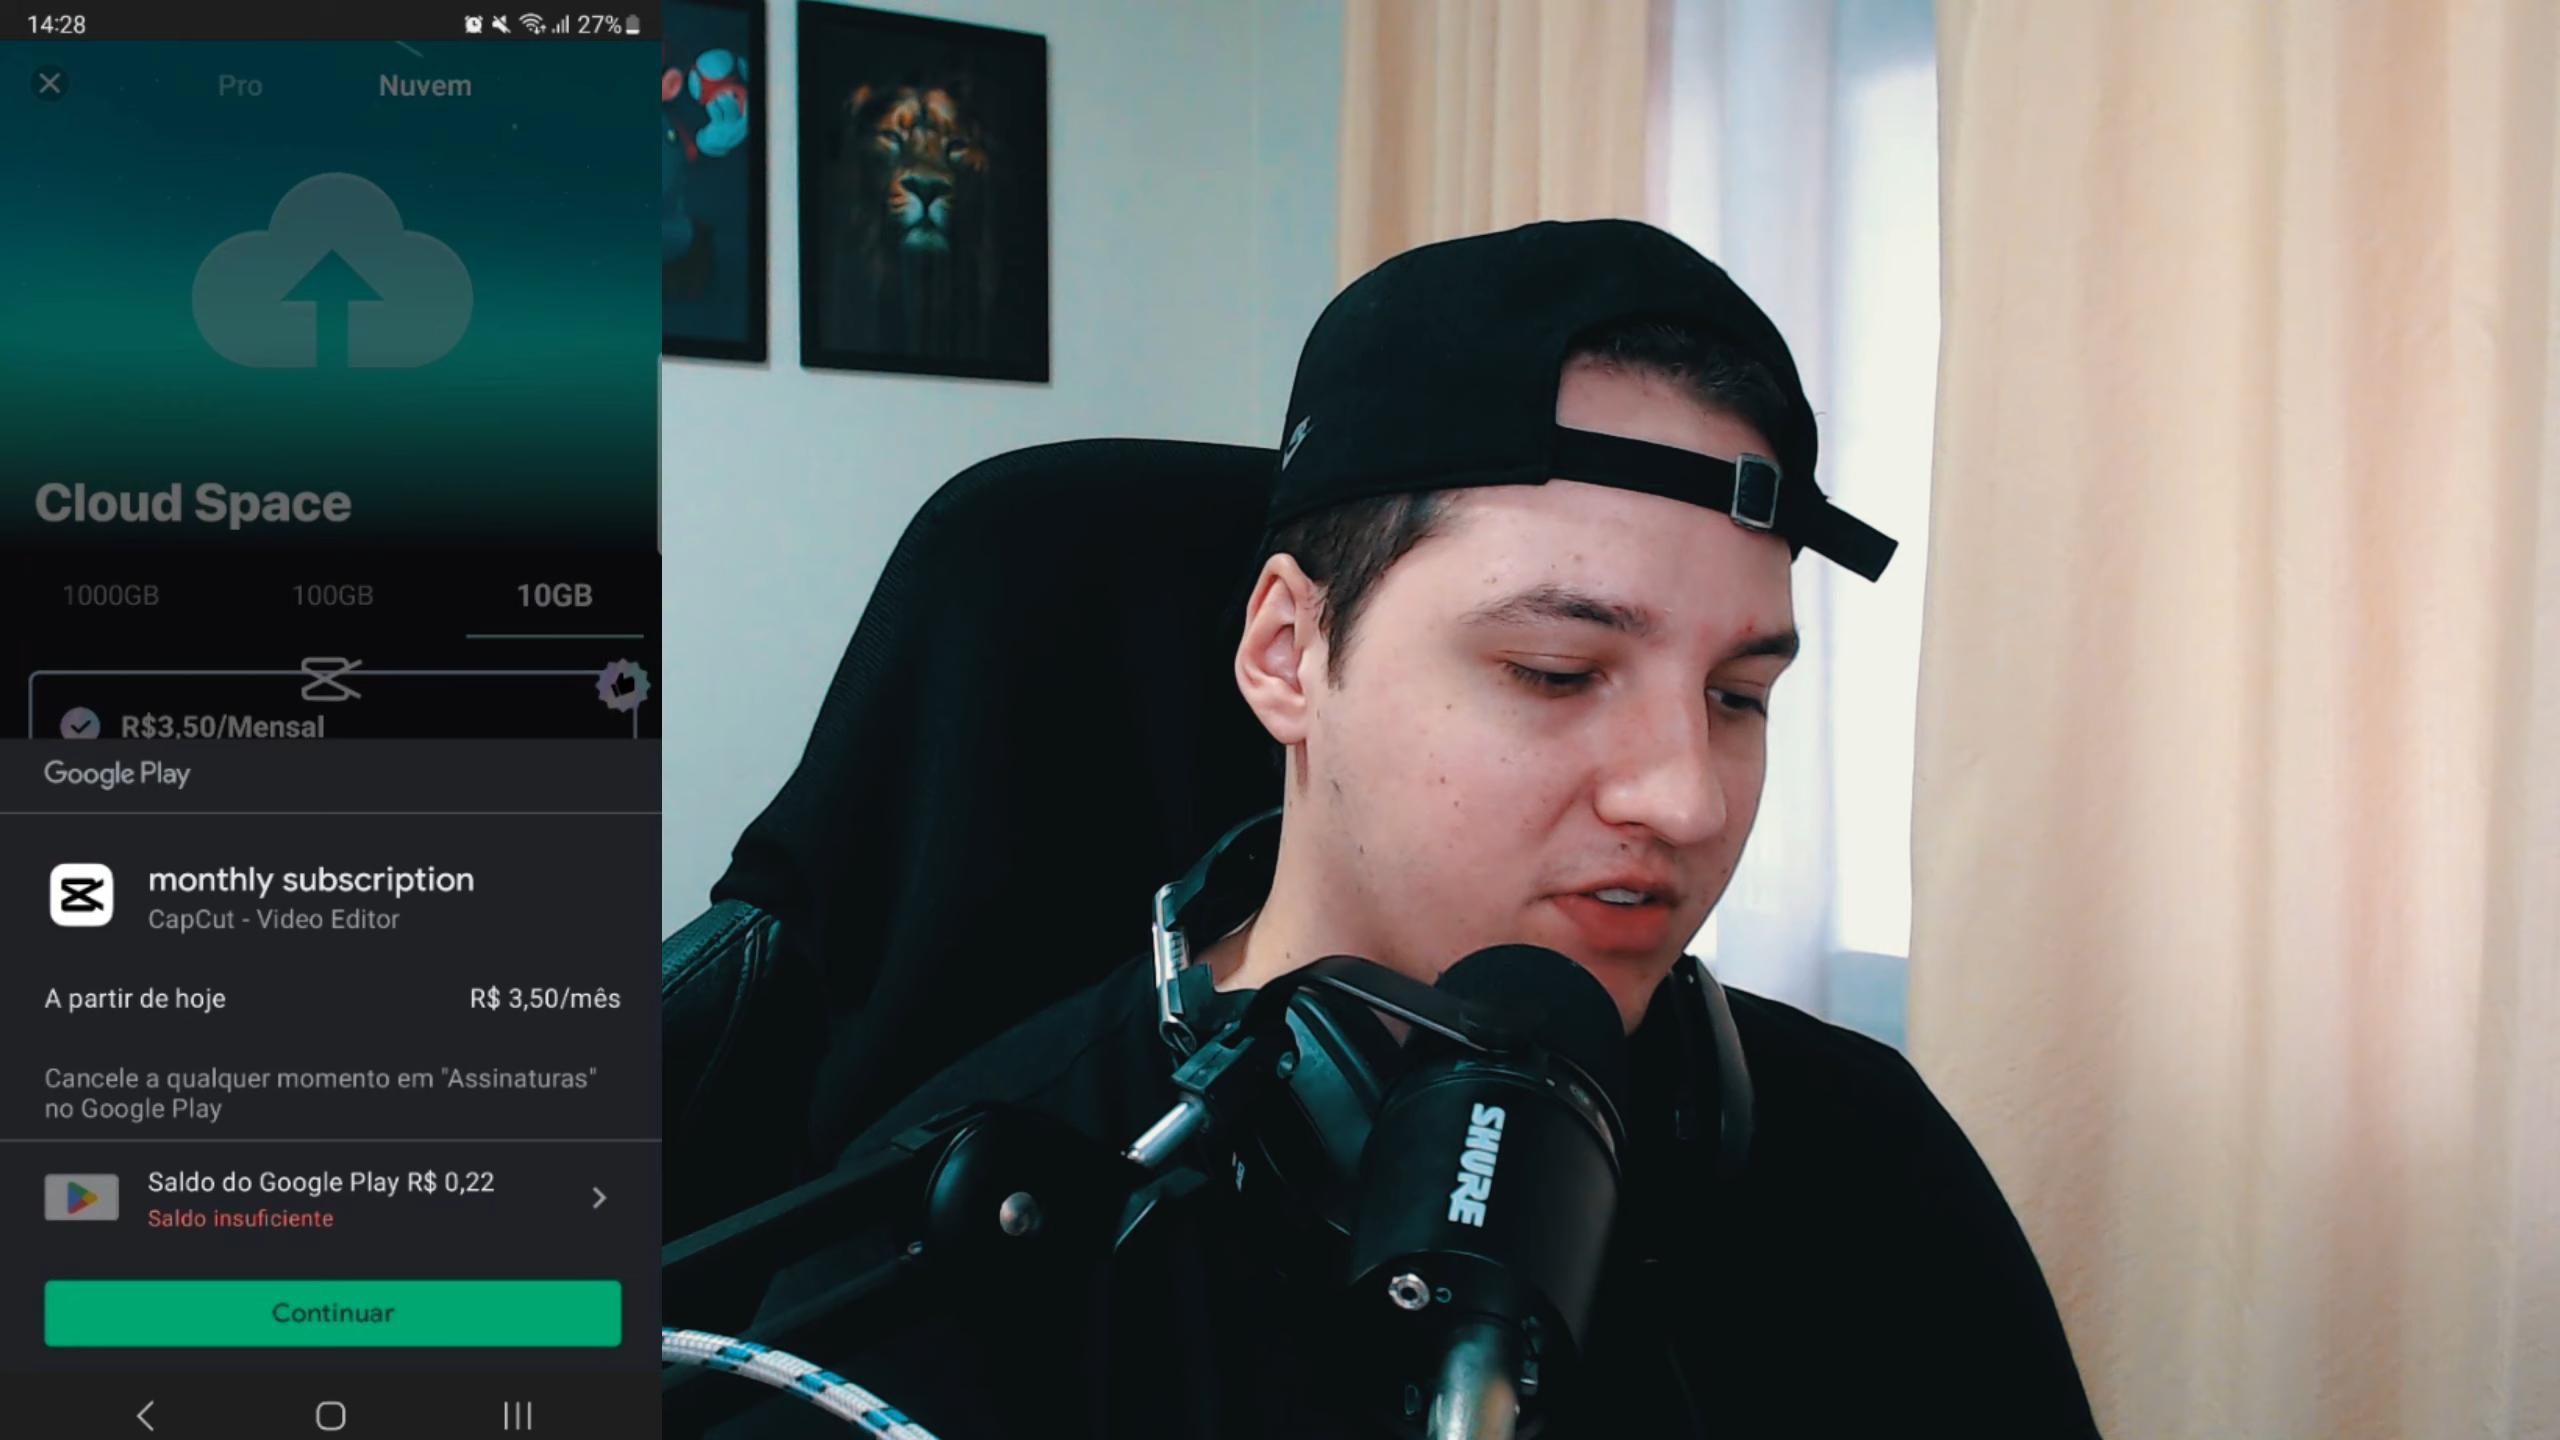 14:28
27%
Pro Nuvem
Cloud Space
1000GB 100GB 10GB
R$3,50/Mensal
Google Play
monthly subscription
CapCut - Video Editor
A partir de hoje R$ 3,50/mês
Cancele a qualquer momento em "Assinaturas"
no Google Play
Saldo do Google Play R$ 0,22
Saldo insuficiente
Continuar
SHURE